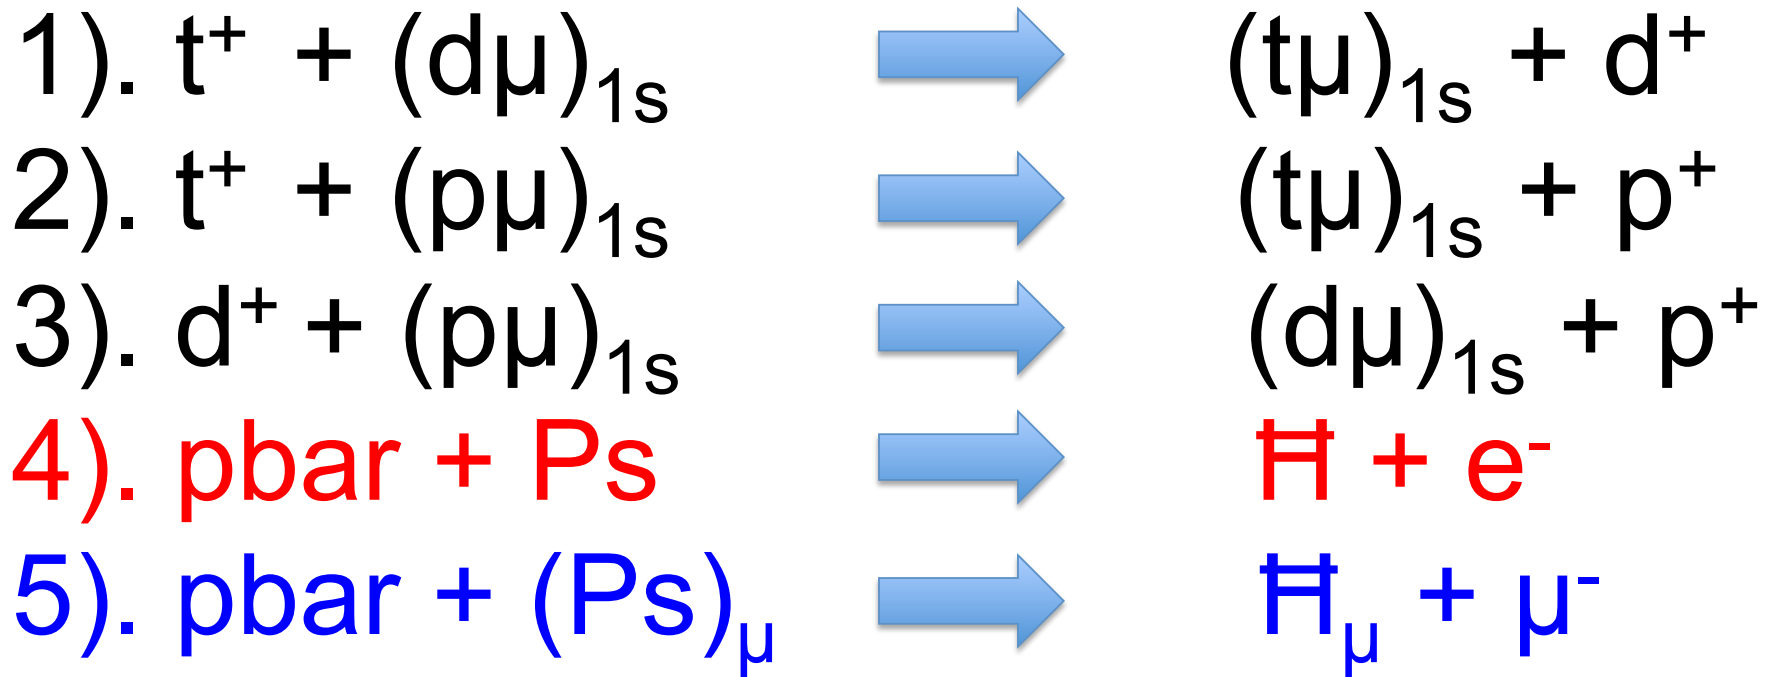 1). t⁺ + (dµ)₁ₛ (tµ)₁ₛ + d⁺
2). t⁺ + (pµ)₁ₛ (tµ)₁ₛ + p⁺
3). d⁺ + (pµ)₁ₛ (dµ)₁ₛ + p⁺
4). pbar + Ps Ħ + e⁻
5). pbar + (Ps)µ Ħµ + µ⁻